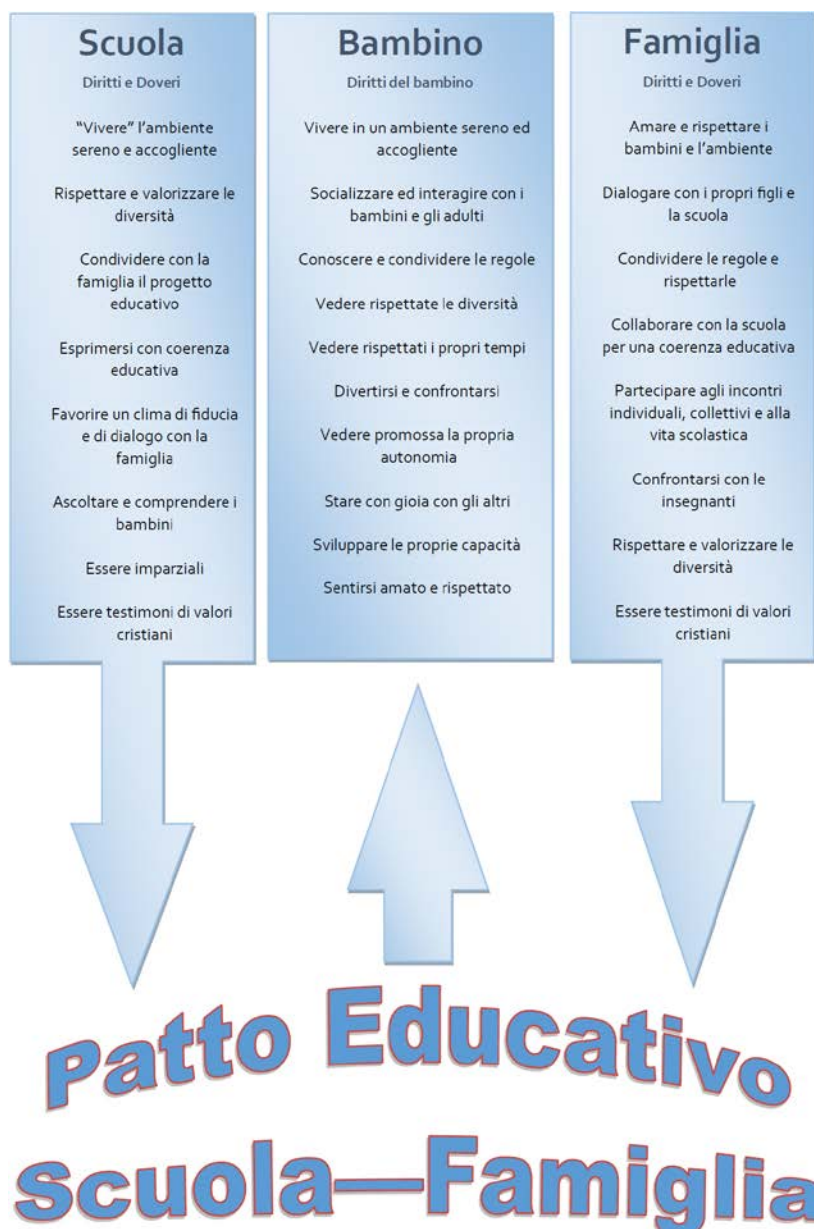 Scuola
Diritti e Doveri
“Vivere” l’ambiente
sereno e accogliente
Rispettare e valorizzare le
diversità
Condividere con la
famiglia il progetto
educativo
Esprimersi con coerenza
educativa
Favorire un clima di fiducia
e di dialogo con la
famiglia
Ascoltare e comprendere i
bambini
Essere imparziali
Essere testimoni di valori
cristiani
Bambino
Diritti del bambino
Vivere in un ambiente sereno ed
accogliente
Socializzare ed interagire con i
bambini e gli adulti
Conoscere e condividere le regole
Vedere rispettate le diversità
Vedere rispettati i propri tempi
Divertirsi e confrontarsi
Vedere promossa la propria
autonomia
Stare con gioia con gli altri
Sviluppare le proprie capacità
Sentirsi amato e rispettato
Famiglia
Diritti e Doveri
Amare e rispettare i
bambini e l’ambiente
Dialogare con i propri figli e
la scuola
Condividere le regole e
rispettarle
Collaborare con la scuola
per una coerenza educativa
Partecipare agli incontri
individuali, collettivi e alla
vita scolastica
Confrontarsi con le
insegnanti
Rispettare e valorizzare le
diversità
Essere testimoni di valori
cristiani
Patto Educativo
Scuola—Famiglia